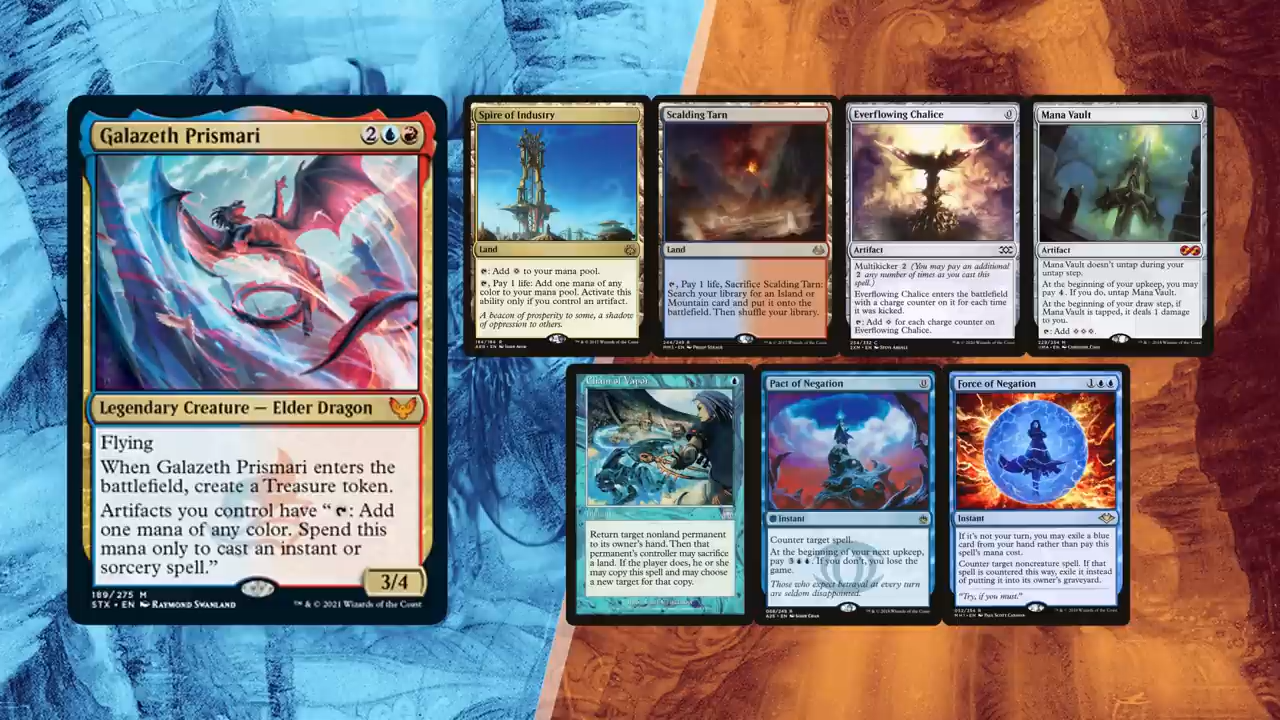 Galazeth Prismari
2
Legendary Creature — Elder Dragon
Flying
When Galazeth Prismari enters the
battlefield, create a Treasure token.
Artifacts you control have “ : Add
one mana of any color. Spend this
mana only to cast an instant or
sorcery spell.”
3/4
189/275 M
STX • EN Raymond Swanland
™ & © 2021 Wizards of the Coast
Spire of Industry
Land
: Add to your mana pool.
, Pay 1 life: Add one mana of any
color to your mana pool. Activate this
ability only if you control an artifact.
A beacon of prosperity to some, a shadow
of oppression to others.
Scalding Tarn
Land
, Pay 1 life, Sacrifice Scalding Tarn:
Search your library for an Island or
Mountain card and put it onto the
battlefield. Then shuffle your library.
Everflowing Chalice
0
Artifact
Multikicker 2 (You may pay an additional
2 any number of times as you cast this
spell.)
Everflowing Chalice enters the battlefield
with a charge counter on it for each time
it was kicked.
: Add for each charge counter on
Everflowing Chalice.
Mana Vault
1
Artifact
Mana Vault doesn't untap during your
untap step.
At the beginning of your upkeep, you may
pay 4. If you do, untap Mana Vault.
At the beginning of your draw step, if
Mana Vault is tapped, it deals 1 damage
to you.
: Add
Chain of Vapor
Instant
Return target nonland permanent
to its owner's hand. Then that
permanent's controller may sacrifice
a land. If the player does, he or she
may copy this spell and may choose
a new target for that copy.
Pact of Negation
0
Instant
Counter target spell.
At the beginning of your next upkeep,
pay 3 . If you don't, you lose the
game.
Those who expect betrayal at every turn
are seldom disappointed.
Force of Negation
1
Instant
If it's not your turn, you may exile a blue
card from your hand rather than pay this
spell's mana cost.
Counter target noncreature spell. If that
spell is countered this way, exile it instead
of putting it into its owner's graveyard.
“Try, if you must.”